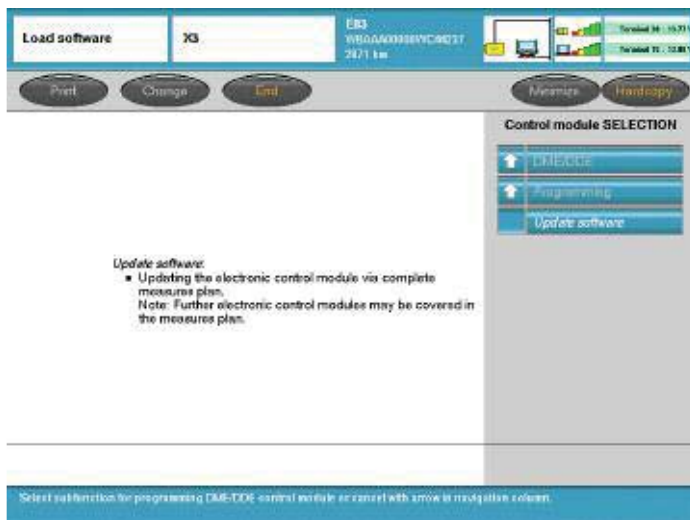 Load software
X3
E83
2871 km
Print
Change
End
Minimize
Hardcopy
Control module SELECTION
DME/DDE
Programming
Update software
Update software:
■ Updating the electronic control module via complete
measures plan.
Note: Further electronic control modules may be covered in
the measures plan.
Select subfunction for programming DME/DDE control module or cancel with arrow in navigation column.